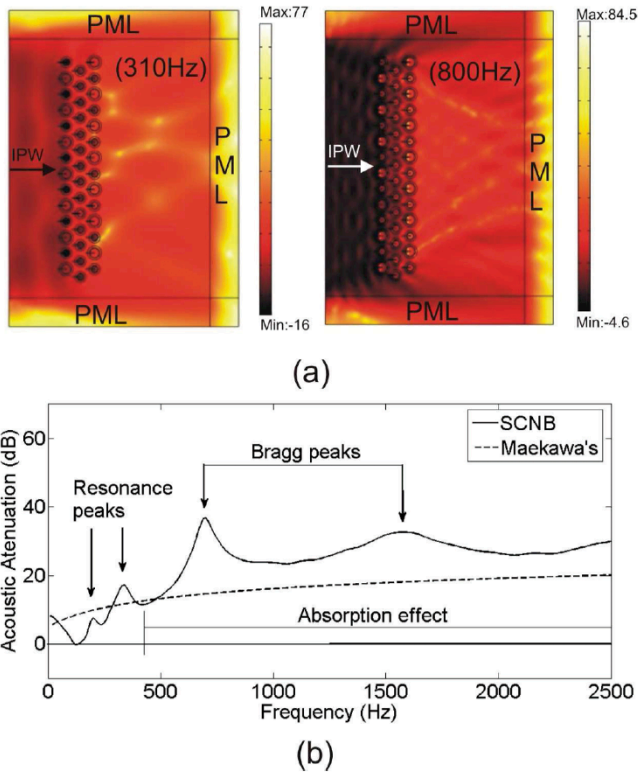 Max:77
Max:84.5
PML
PML
(310Hz)
(800Hz)
IPW
IPW
P
M
L
P
M
L
PML
PML
Min:-16
Min:-4.6
(a)
Acoustic Attenuation (dB)
60
40
20
0
SCNB
Maekawa's
Bragg peaks
Resonance
peaks
Absorption effect
0
500
1000
1500
2000
2500
Frequency (Hz)
(b)